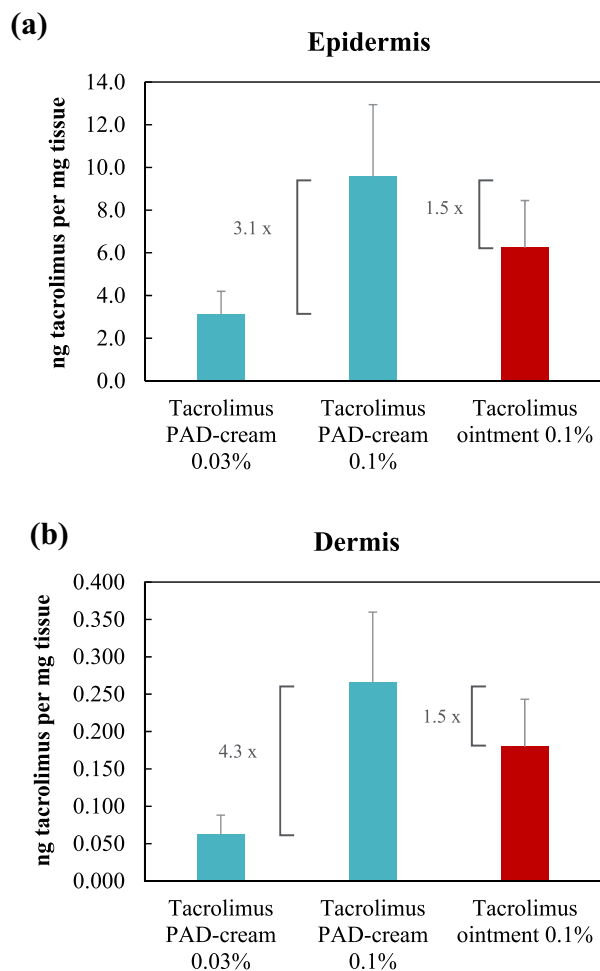 (a)
Epidermis
ng tacrolimus per mg tissue
14.0
12.0
10.0
8.0
6.0
4.0
2.0
0.0
3.1 x
1.5 x
Tacrolimus
PAD-cream
0.03%
Tacrolimus
PAD-cream
0.1%
Tacrolimus
ointment 0.1%
(b)
Dermis
ng tacrolimus per mg tissue
0.400
0.350
0.300
0.250
0.200
0.150
0.100
0.050
0.000
4.3 x
1.5 x
Tacrolimus
PAD-cream
0.03%
Tacrolimus
PAD-cream
0.1%
Tacrolimus
ointment 0.1%